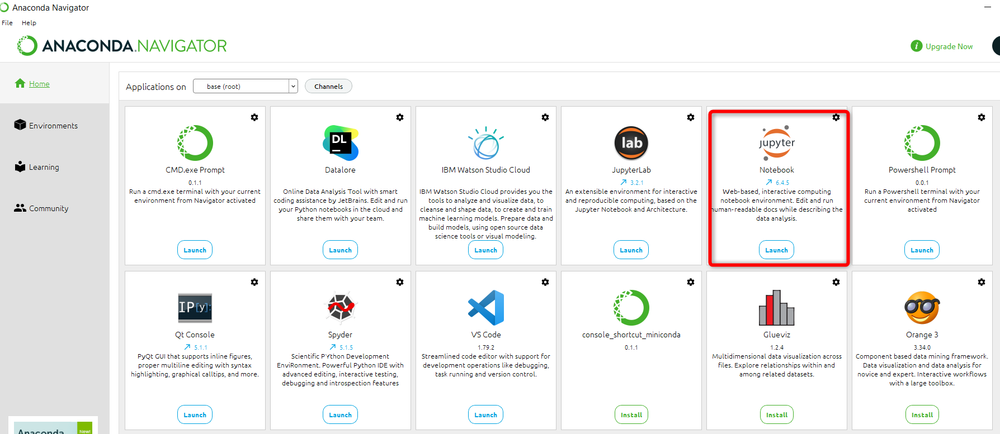 Anaconda Navigator
File Help
ANACONDA.NAVIGATOR
i Upgrade Now
Home
Environments
Learning
Community
Applications on base (root) Channels
CMD.exe Prompt
0.1.1
Run a cmd.exe terminal with your current
environment from Navigator activated
Launch
DL
Datalore
Online Data Analysis Tool with smart
coding assistance by JetBrains. Edit and run
your Python notebooks in the cloud and
share them with your team.
Launch
IBM Watson Studio Cloud
IBM Watson Studio Cloud provides you the
tools to analyze and visualize data, to
cleanse and shape data, to create and train
machine learning models. Prepare data and
build models, using open source data
science tools or visual modeling.
Launch
lab
JupyterLab
3.2.1
An extensible environment for interactive
and reproducible computing, based on the
Jupyter Notebook and Architecture.
Launch
jupyter
Notebook
6.4.5
Web-based, interactive computing
notebook environment. Edit and run
human-readable docs while describing the
data analysis.
Launch
Powershell Prompt
0.0.1
Run a Powershell terminal with your
current environment from Navigator
activated
Launch
IP[y]:
Qt Console
5.1.1
PyQt GUI that supports inline figures,
proper multiline editing with syntax
highlighting, graphical calltips, and more.
Launch
Spyder
5.1.5
Scientific PYthon Development
EnviRonment. Powerful Python IDE with
advanced editing, interactive testing,
debugging and introspection features
Launch
VS Code
1.79.2
Streamlined code editor with support for
development operations like debugging,
task running and version control.
Launch
console_shortcut_miniconda
0.1.1
Install
Glueviz
1.2.4
Multidimensional data visualization across
files. Explore relationships within and
among related datasets.
Install
Orange 3
3.34.0
Component based data mining framework.
Data visualization and data analysis for
novice and expert. Interactive workflows
with a large toolbox.
Install
Anaconda
New!